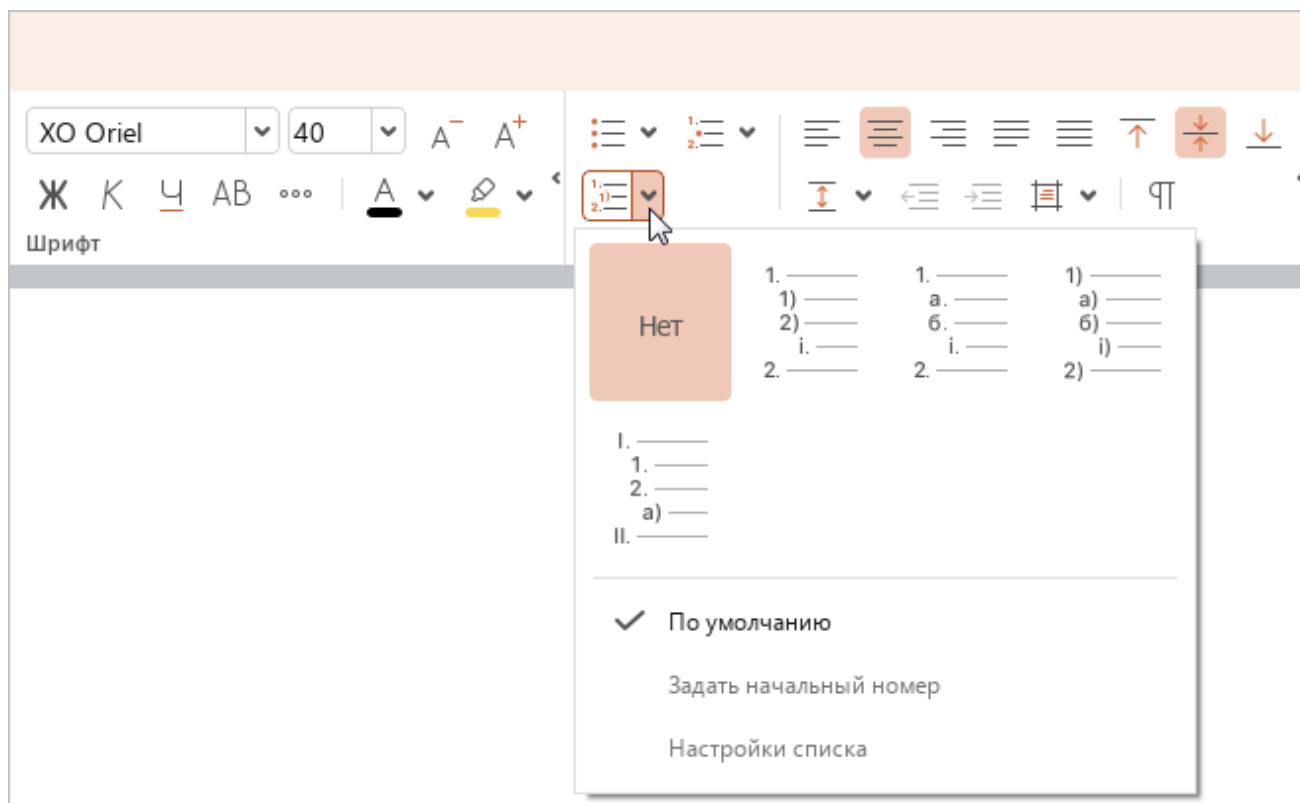 XO Oriel 40 A A
Ж К Ч АВ A
Шрифт
Нет
1.
1)
2)
i.
2.
1.
а.
б.
i.
2.
1)
а)
б)
i)
2)
I.
1.
2.
а)
II.
По умолчанию
Задать начальный номер
Настройки списка